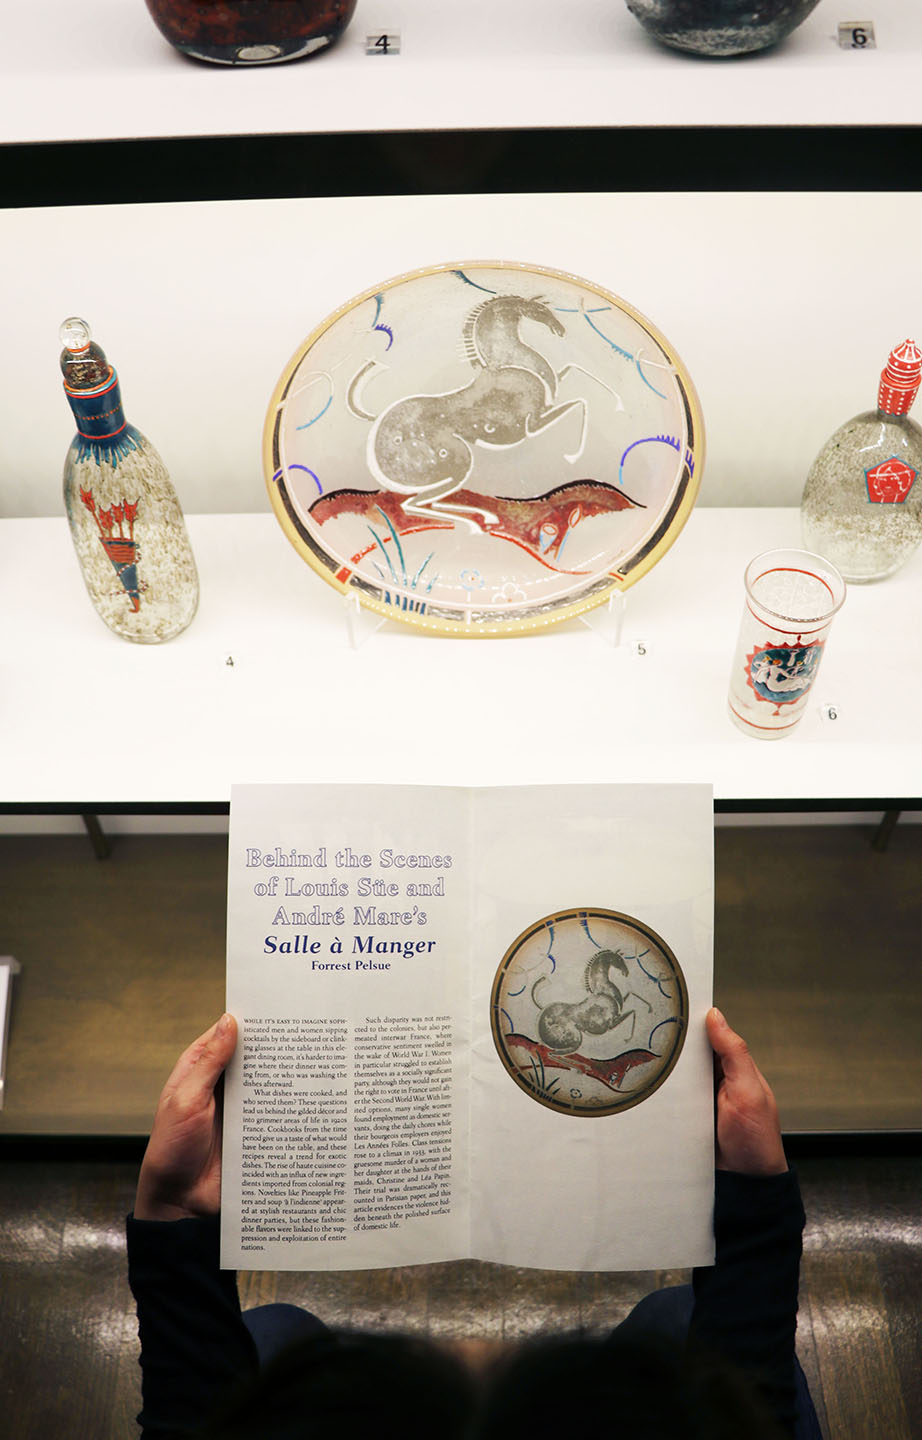 4
6
4
5
6
Behind the Scenes
of Louis Süe and
André Mare's
Salle à Manger
Forrest Pelsue
WHILE IT'S EASY TO IMAGINE SOPH-
isticated men and women sipping
cocktails by the sideboard or clink-
ing glasses at the table in this ele-
gant dining room, it's harder to ima-
gine where their dinner was com-
ing from, or who was washing the
dishes afterward.
What dishes were cooked, and
who served them? These questions
lead us behind the gilded décor and
into grimmer areas of life in 1920s
France. Cookbooks from the time
period give us a taste of what would
have been on the table, and these
recipes reveal a trend for exotic
dishes. The rise of haute cuisine co-
incided with an influx of new ingre-
dients imported from colonial reg-
ions. Novelties like Pineapple Frit-
ters and soup 'à l'indienne' appear-
ed at stylish restaurants and chic
dinner parties, but these fashion-
able flavors were linked to the sup-
pression and exploitation of entire
nations.
Such disparity was not restri-
cted to the colonies, but also per-
meated interwar France, where
conservative sentiment swelled in
the wake of World War I. Women
in particular struggled to establish
themselves as a socially significant
party, although they would not gain
the right to vote in France until aft-
er the Second World War. With lim-
ited options, many single women
found employment as domestic ser-
vants, doing the daily chores while
their bourgeois employers enjoyed
Les Années Folles. Class tensions
rose to a climax in 1933, with the
gruesome murder of a woman and
her daughter at the hands of their
maids, Christine and Léa Papin.
Their trial was dramatically rec-
ounted in Parisian paper, and this
article evidences the violence hid-
den beneath the polished surface
of domestic life.